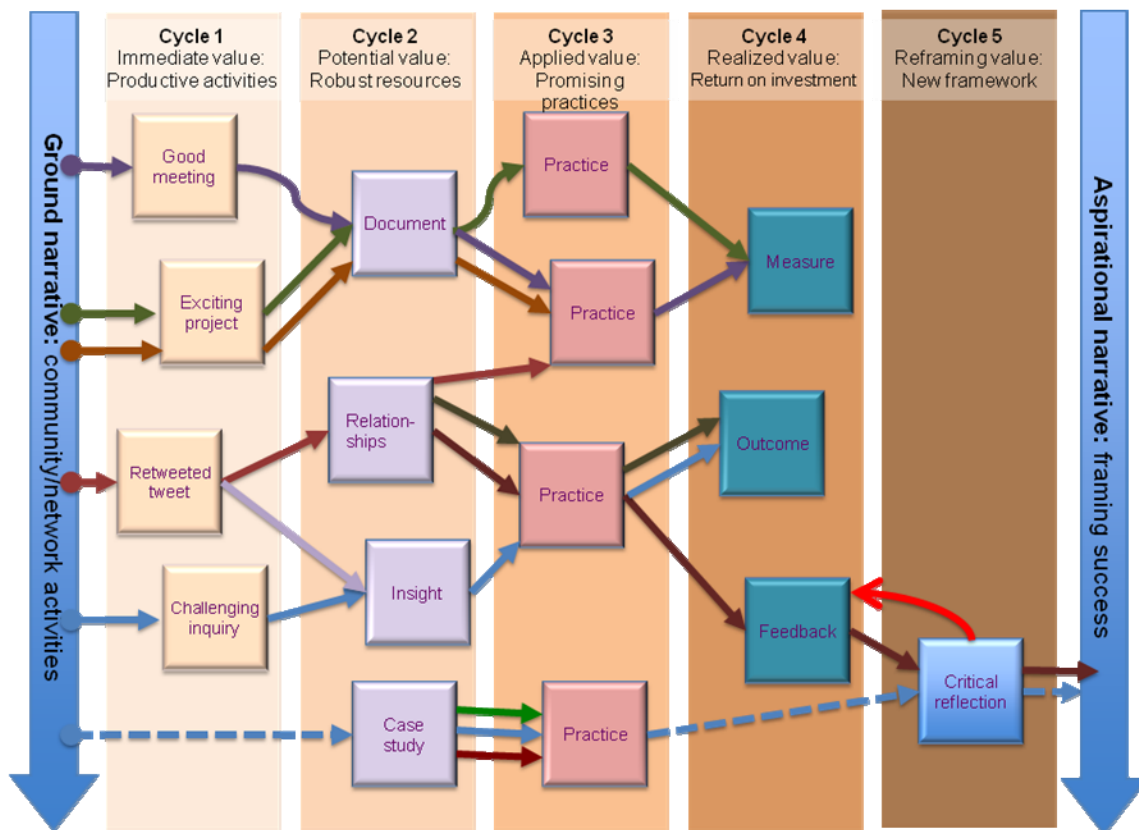 Cycle 1
Immediate value:
Productive activities
Cycle 2
Potential value:
Robust resources
Cycle 3
Applied value:
Promising
practices
Cycle 4
Realized value:
Return on investment
Cycle 5
Reframing value:
New framework
Ground narrative: community/network activities
Good
meeting
Exciting
project
Retweeted
tweet
Challenging
inquiry
Document
Relation-
ships
Insight
Case
study
Practice
Practice
Practice
Practice
Measure
Outcome
Feedback
Critical
reflection
Aspirational narrative: framing success